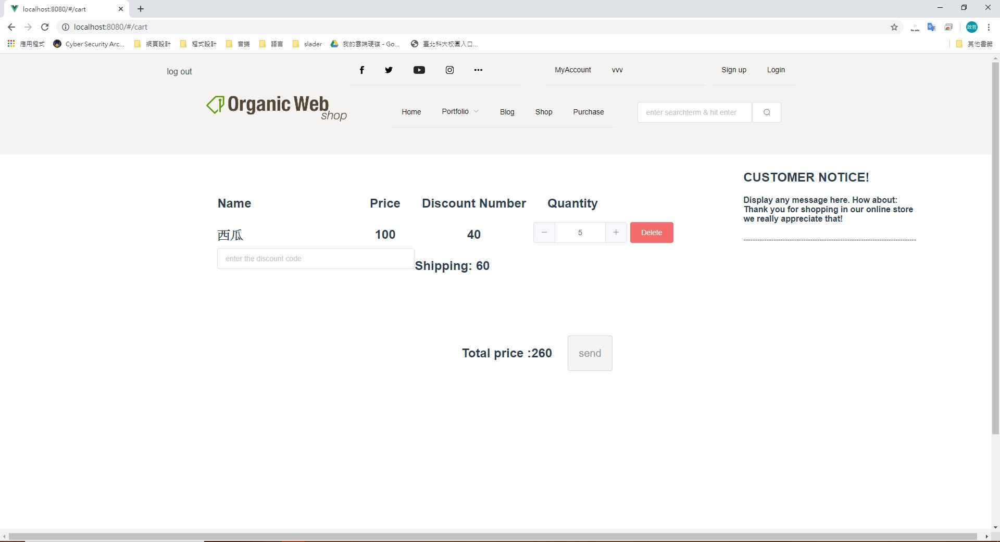 localhost:8080/#/cart
localhost:8080/#/cart
No ads
政哲
應用程式 Cyber Security Arc... 網頁設計 程式設計 音樂 語言 slader 我的雲端硬碟 - Go... 臺北科大校園入口... 其他書籤
log out MyAccount vvv Sign up Login
Organic Web
shop
Home Portfolio Blog Shop Purchase enter searchterm & hit enter
CUSTOMER NOTICE!
Display any message here. How about:
Thank you for shopping in our online store
we really appreciate that!
--------------------------------------------------------------------------------
Name Price Discount Number Quantity
西瓜 100 40 5 Delete
enter the discount code
Shipping: 60
Total price :260 send